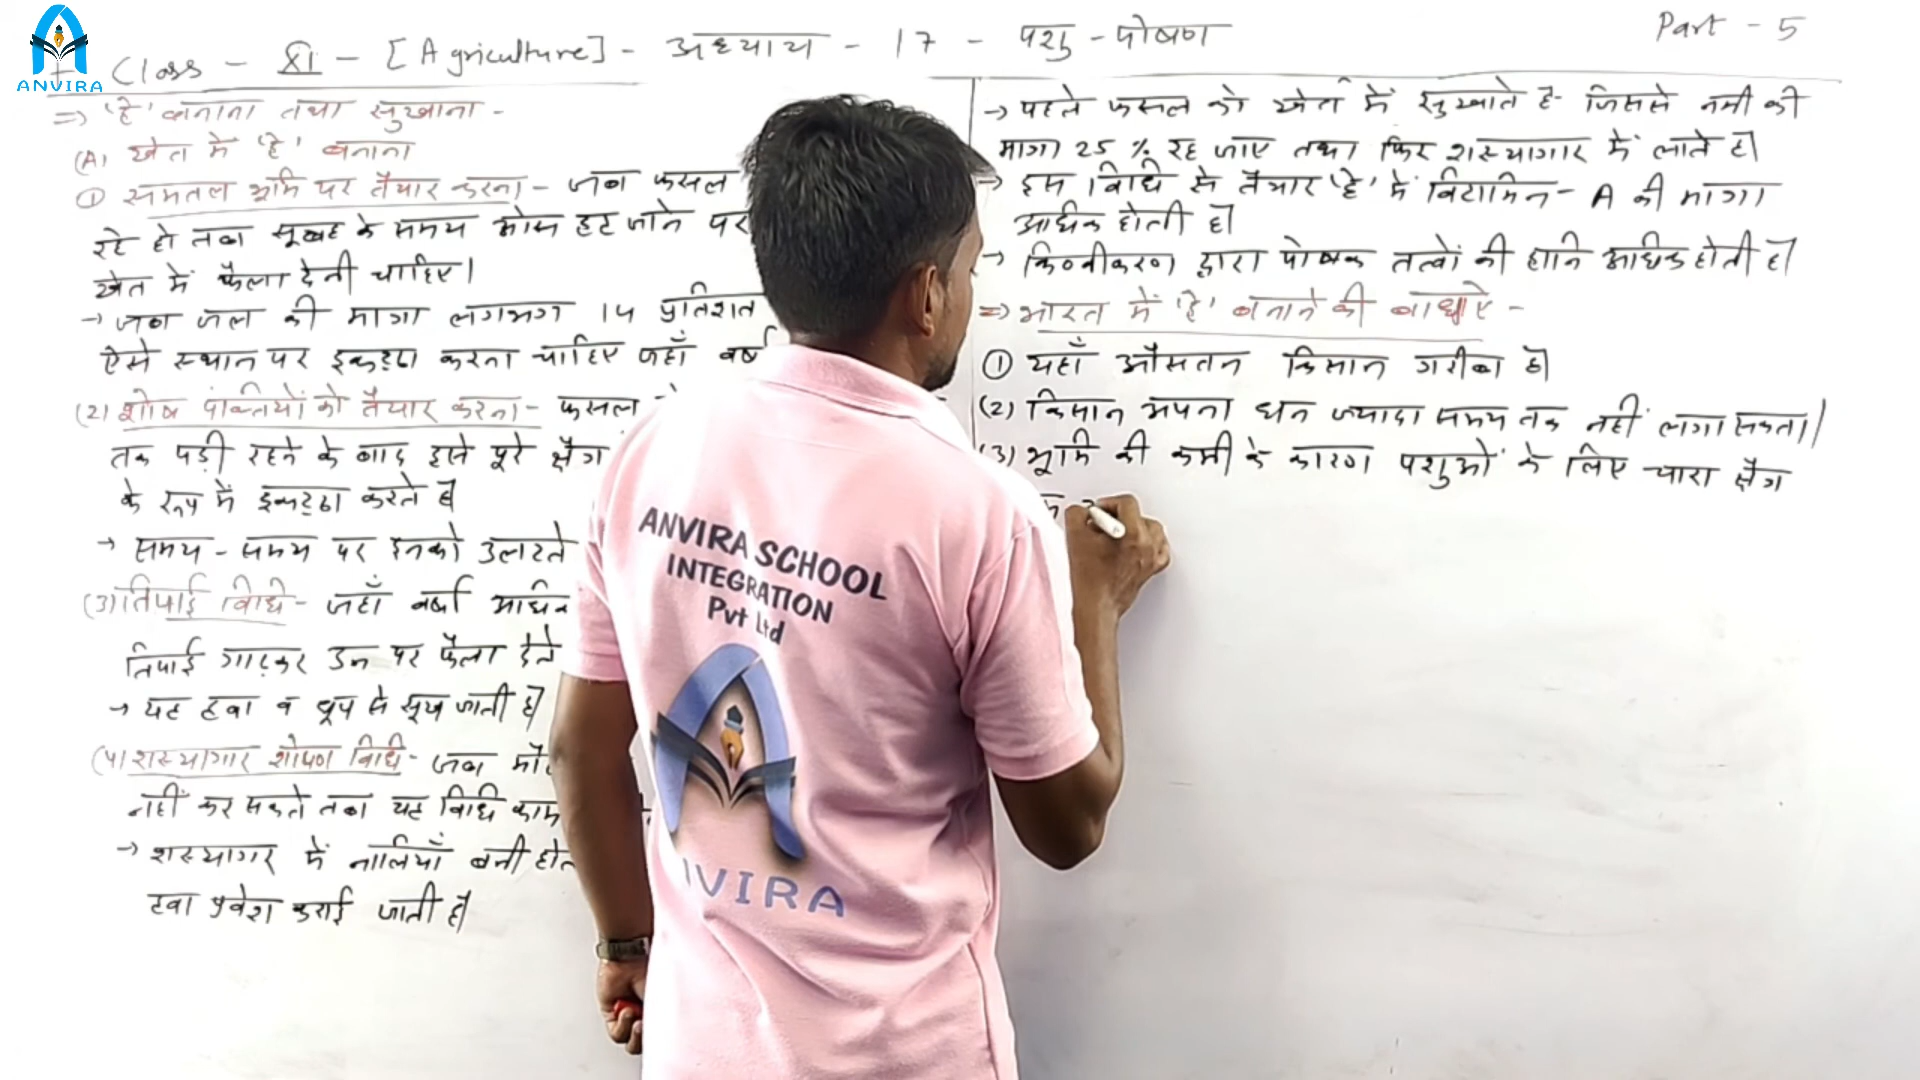 ANVIRA
Class - XI - [Agriculture] - अध्याय - 17 - पशु-पोषण
Part - 5
=> 'हे' बनाना तथा सुखाना -
(A) खेत में 'हे' बनाना
① समतल भूमि पर तैयार करना - जब फसल
रहे हो तब सुबह के समय ओस हट जाने पर
खेत में फैला देनी चाहिए।
→ जब जल की मात्रा लगभग 14 प्रतिशत
ऐसे स्थान पर इकट्ठा करना चाहिए जहाँ वर्षा
(2) शोष पंक्तियों को तैयार करना - फसल
तक पड़ी रहने के बाद इसे पूरे क्षेत्र
के रूप में इकट्ठा करते है।
→ समय - समय पर इनको उलटते
(3) तिपाई विधि - जहाँ वर्षा अधिक
तिपाई गाड़कर उन पर फैला देते
→ यह हवा व धूप से सूख जाती है।
(4) शस्यागार शोषण विधि - जब
नहीं कर सकते तब यह विधि काम
→ शस्यागार में नालियाँ बनी होत
हवा प्रवेश कराई जाती है।
→ पहले फसल को खेत में सुखाते है जिससे नमी की
मात्रा 25 % रह जाए तथा फिर शस्यागार में लाते है।
→ इस विधि से तैयार 'हे' में विटामिन - A की मात्रा
अधिक होती है।
→ किण्वीकरण द्वारा पोषक तत्वों की हानि अधिक होती है।
=> भारत में 'हे' बनाने की बाधाए -
① यहाँ औसतन किसान गरीब है।
(2) किसान अपना धन ज्यादा समय तक नहीं लगा सकता।
(3) भूमि की कमी के कारण पशुओं के लिए चारा क्षेत्र
ANVIRA SCHOOL
INTEGRATION
Pvt Ltd
VIRA